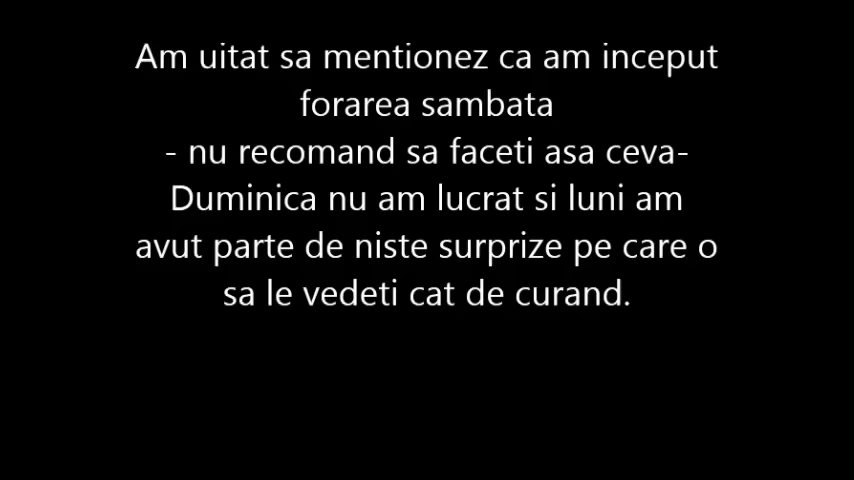 Am uitat sa mentionez ca am inceput
forarea sambata
- nu recomand sa faceti asa ceva-
Duminica nu am lucrat si luni am
avut parte de niste surprize pe care o
sa le vedeti cat de curand.